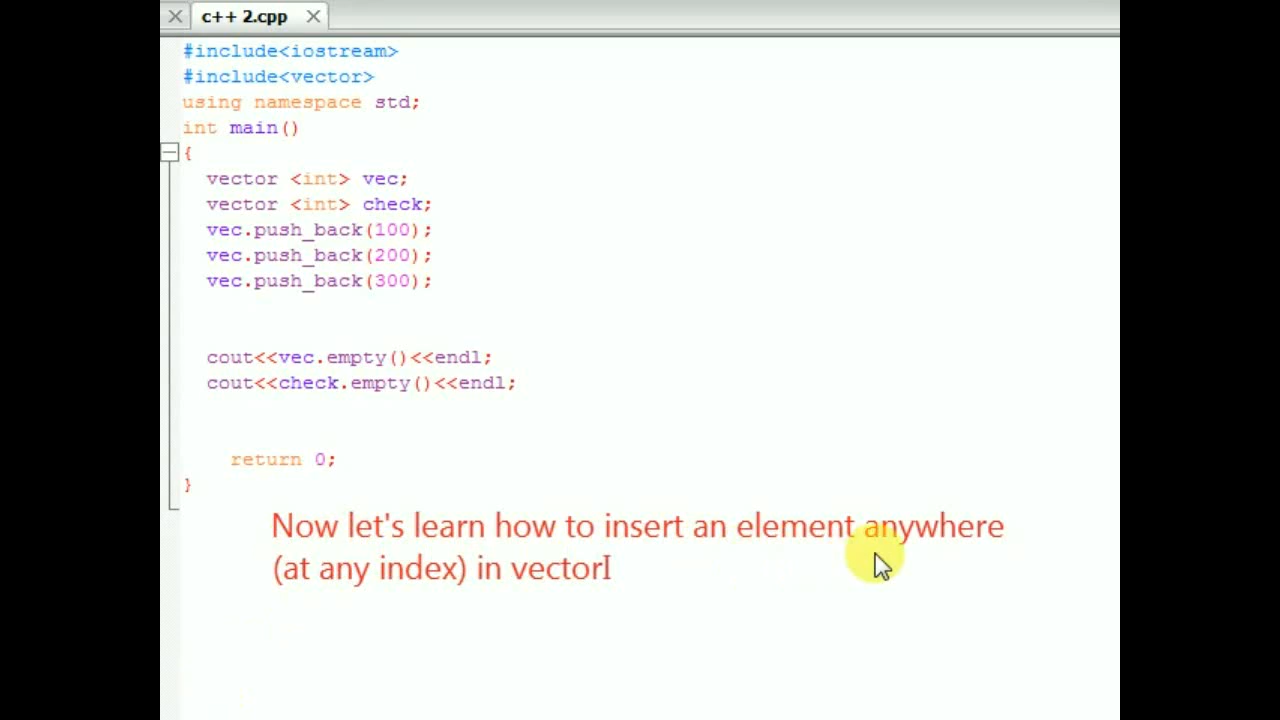 c++ 2.cpp
#include<iostream>
#include<vector>
using namespace std;
int main()
{
vector <int> vec;
vector <int> check;
vec.push_back(100);
vec.push_back(200);
vec.push_back(300);
cout<<vec.empty()<<endl;
cout<<check.empty()<<endl;
return 0;
}
Now let's learn how to insert an element anywhere
(at any index) in vector